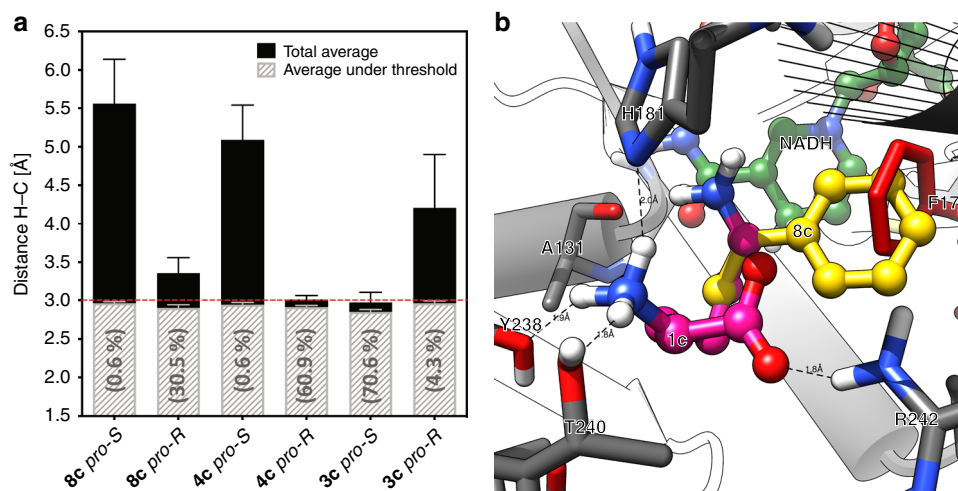 a
6.5
6.0
5.5
5.0
4.5
4.0
3.5
3.0
2.5
2.0
1.5
Distance H–C [Å]
Total average
Average under threshold
(0.6 %)
(30.5 %)
(0.6 %)
(60.9 %)
(70.6 %)
(4.3 %)
8c pro-S
8c pro-R
4c pro-S
4c pro-R
3c pro-S
3c pro-R
b
H181
NADH
2.0Å
F17
8c
A131
Y238
1.9Å
1.8Å
1c
1.8Å
T240
R242